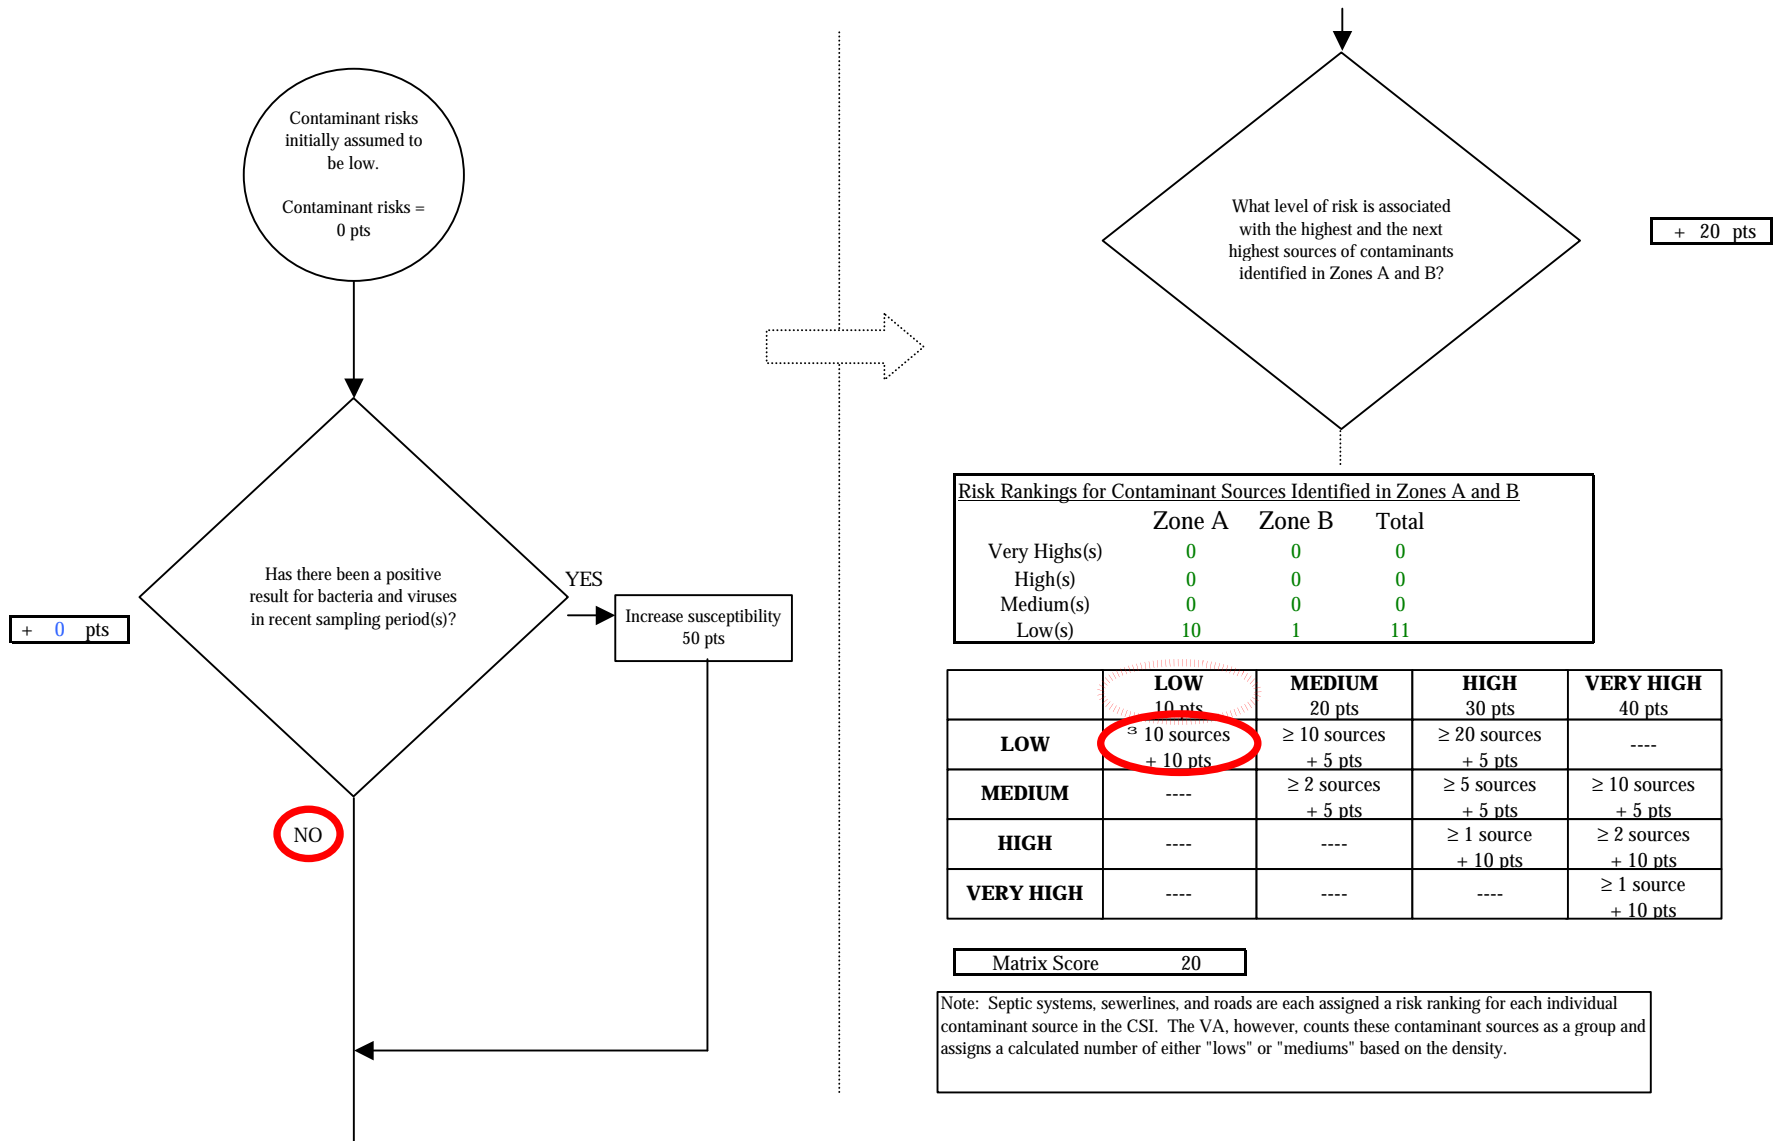 Contaminant risks
initially assumed to
be low.
Contaminant risks =
0 pts
Has there been a positive
result for bacteria and viruses
in recent sampling period(s)?
+ 0 pts
YES
Increase susceptibility
50 pts
NO
What level of risk is associated
with the highest and the next
highest sources of contaminants
identified in Zones A and B?
+ 20 pts
Risk Rankings for Contaminant Sources Identified in Zones A and B
Zone A Zone B Total
Very Highs(s) 0 0 0
High(s) 0 0 0
Medium(s) 0 0 0
Low(s) 10 1 11
LOW MEDIUM HIGH VERY HIGH
10 pts 20 pts 30 pts 40 pts
LOW ³ 10 sources ≥ 10 sources ≥ 20 sources ----
+ 10 pts + 5 pts + 5 pts
MEDIUM ---- ≥ 2 sources ≥ 5 sources ≥ 10 sources
+ 5 pts + 5 pts + 5 pts
HIGH ---- ---- ≥ 1 source ≥ 2 sources
+ 10 pts + 10 pts
VERY HIGH ---- ---- ---- ≥ 1 source
+ 10 pts
Matrix Score 20
Note: Septic systems, sewerlines, and roads are each assigned a risk ranking for each individual
contaminant source in the CSI. The VA, however, counts these contaminant sources as a group and
assigns a calculated number of either "lows" or "mediums" based on the density.